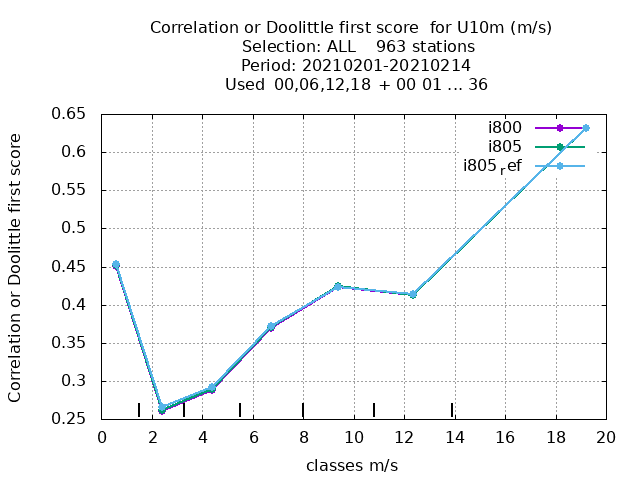 Correlation or Doolittle first score  for U10m (m/s)
Selection: ALL    963 stations
Period: 20210201-20210214
Used  00,06,12,18  + 00 01 ... 36
Correlation or Doolittle first score
0.65
0.6
0.55
0.5
0.45
0.4
0.35
0.3
0.25
i800
i805
i805ref
0 2 4 6 8 10 12 14 16 18 20
classes m/s